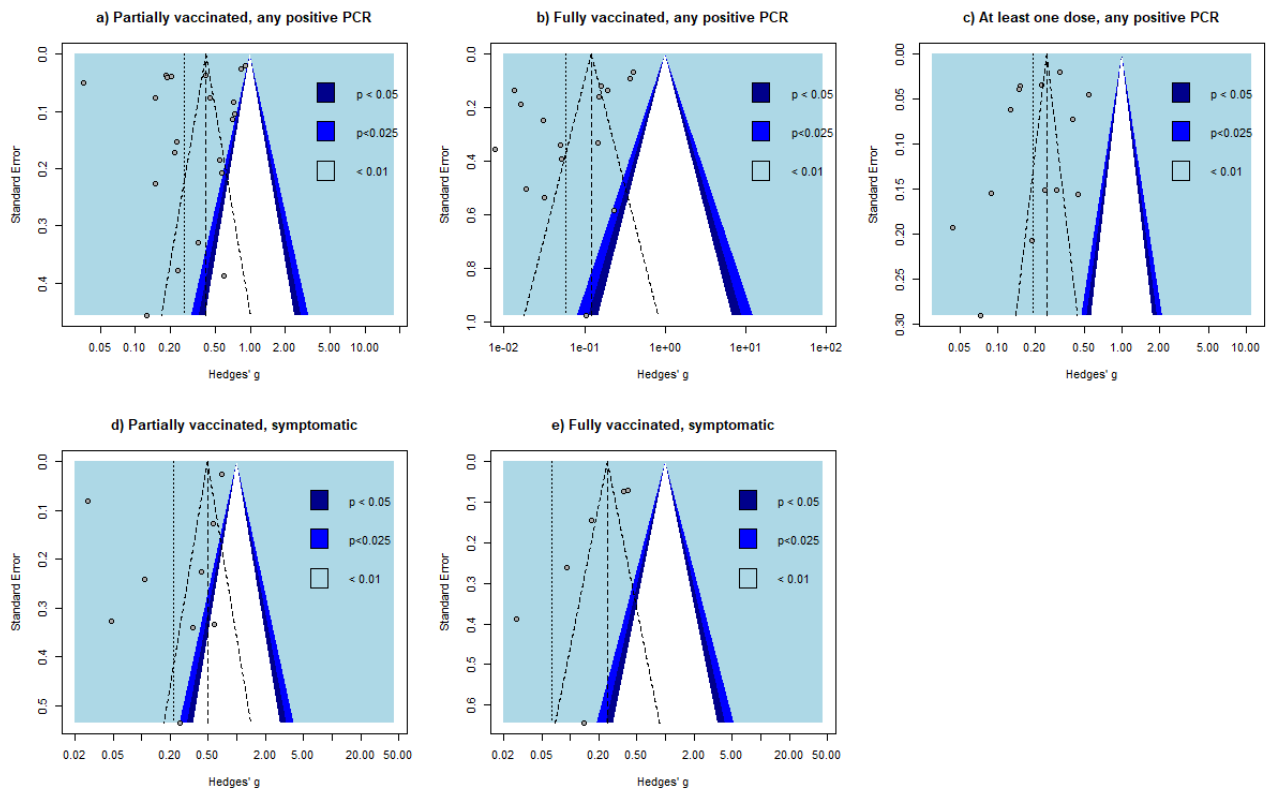 a) Partially vaccinated, any positive PCR
0.0
0.1
0.2
0.3
0.4
Standard Error
p < 0.05
p<0.025
< 0.01
0.05 0.10 0.20 0.50 1.00 2.00 5.00 10.00
Hedges' g
b) Fully vaccinated, any positive PCR
0.0
0.2
0.4
0.6
0.8
1.0
Standard Error
p < 0.05
p<0.025
< 0.01
1e-02 1e-01 1e+00 1e+01 1e+02
Hedges' g
c) At least one dose, any positive PCR
0.00
0.05
0.10
0.15
0.20
0.25
0.30
Standard Error
p < 0.05
p<0.025
< 0.01
0.05 0.10 0.20 0.50 1.00 2.00 5.00 10.00
Hedges' g
d) Partially vaccinated, symptomatic
0.0
0.1
0.2
0.3
0.4
0.5
Standard Error
p < 0.05
p<0.025
< 0.01
0.02 0.05 0.20 0.50 2.00 5.00 20.00 50.00
Hedges' g
e) Fully vaccinated, symptomatic
0.0
0.1
0.2
0.3
0.4
0.5
0.6
Standard Error
p < 0.05
p<0.025
< 0.01
0.02 0.05 0.20 0.50 2.00 5.00 20.00 50.00
Hedges' g